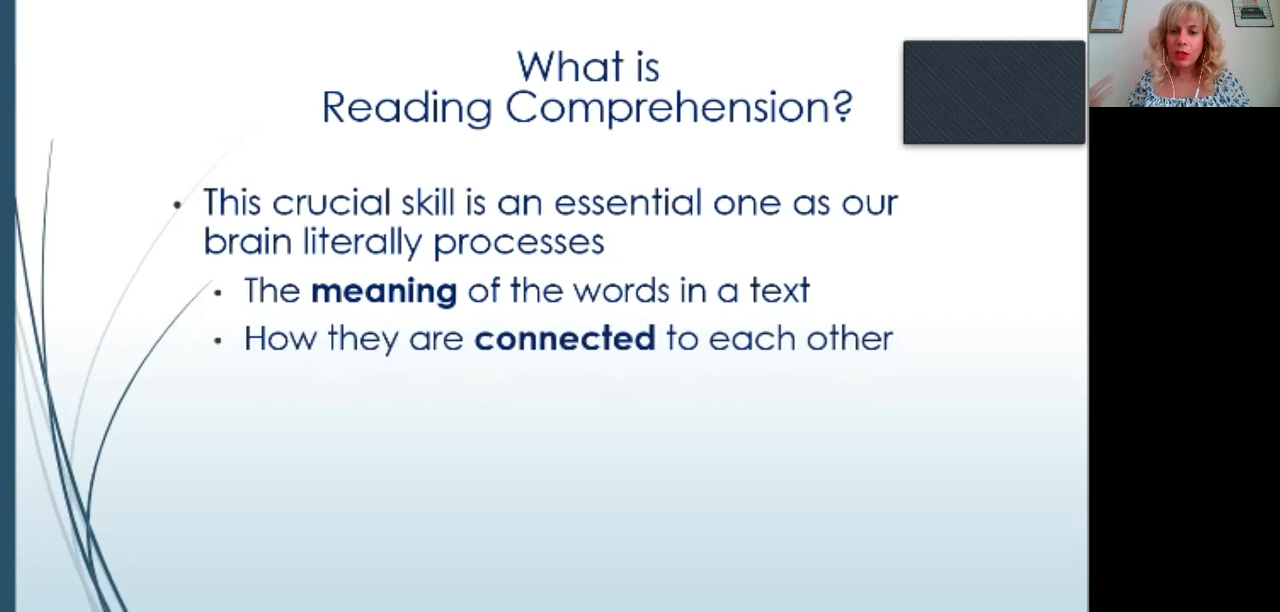 What is
Reading Comprehension?
• This crucial skill is an essential one as our
brain literally processes
• The meaning of the words in a text
• How they are connected to each other